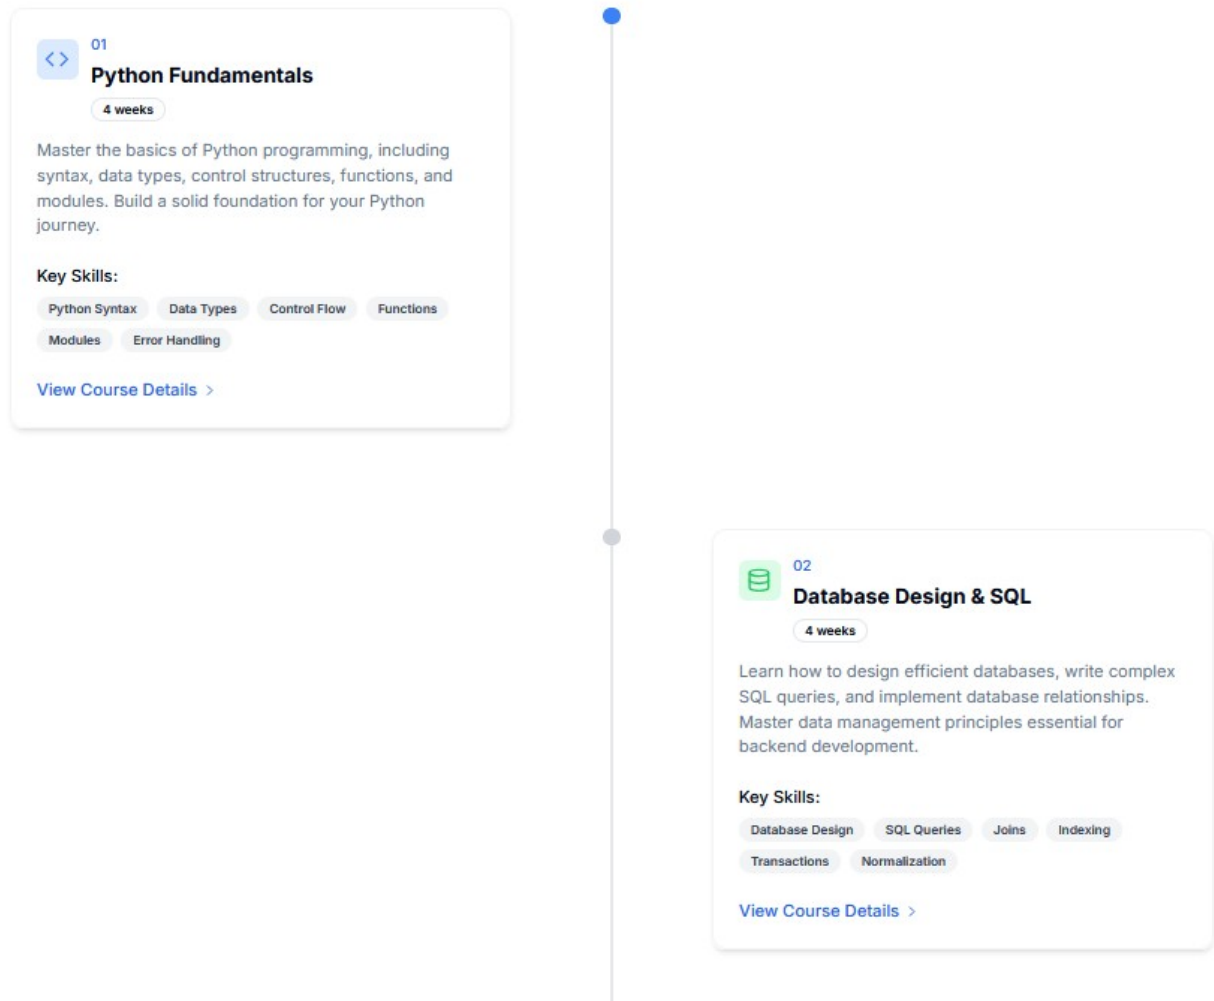 01
Python Fundamentals
4 weeks
Master the basics of Python programming, including
syntax, data types, control structures, functions, and
modules. Build a solid foundation for your Python
journey.
Key Skills:
Python Syntax Data Types Control Flow Functions
Modules Error Handling
View Course Details
02
Database Design & SQL
4 weeks
Learn how to design efficient databases, write complex
SQL queries, and implement database relationships.
Master data management principles essential for
backend development.
Key Skills:
Database Design SQL Queries Joins Indexing
Transactions Normalization
View Course Details